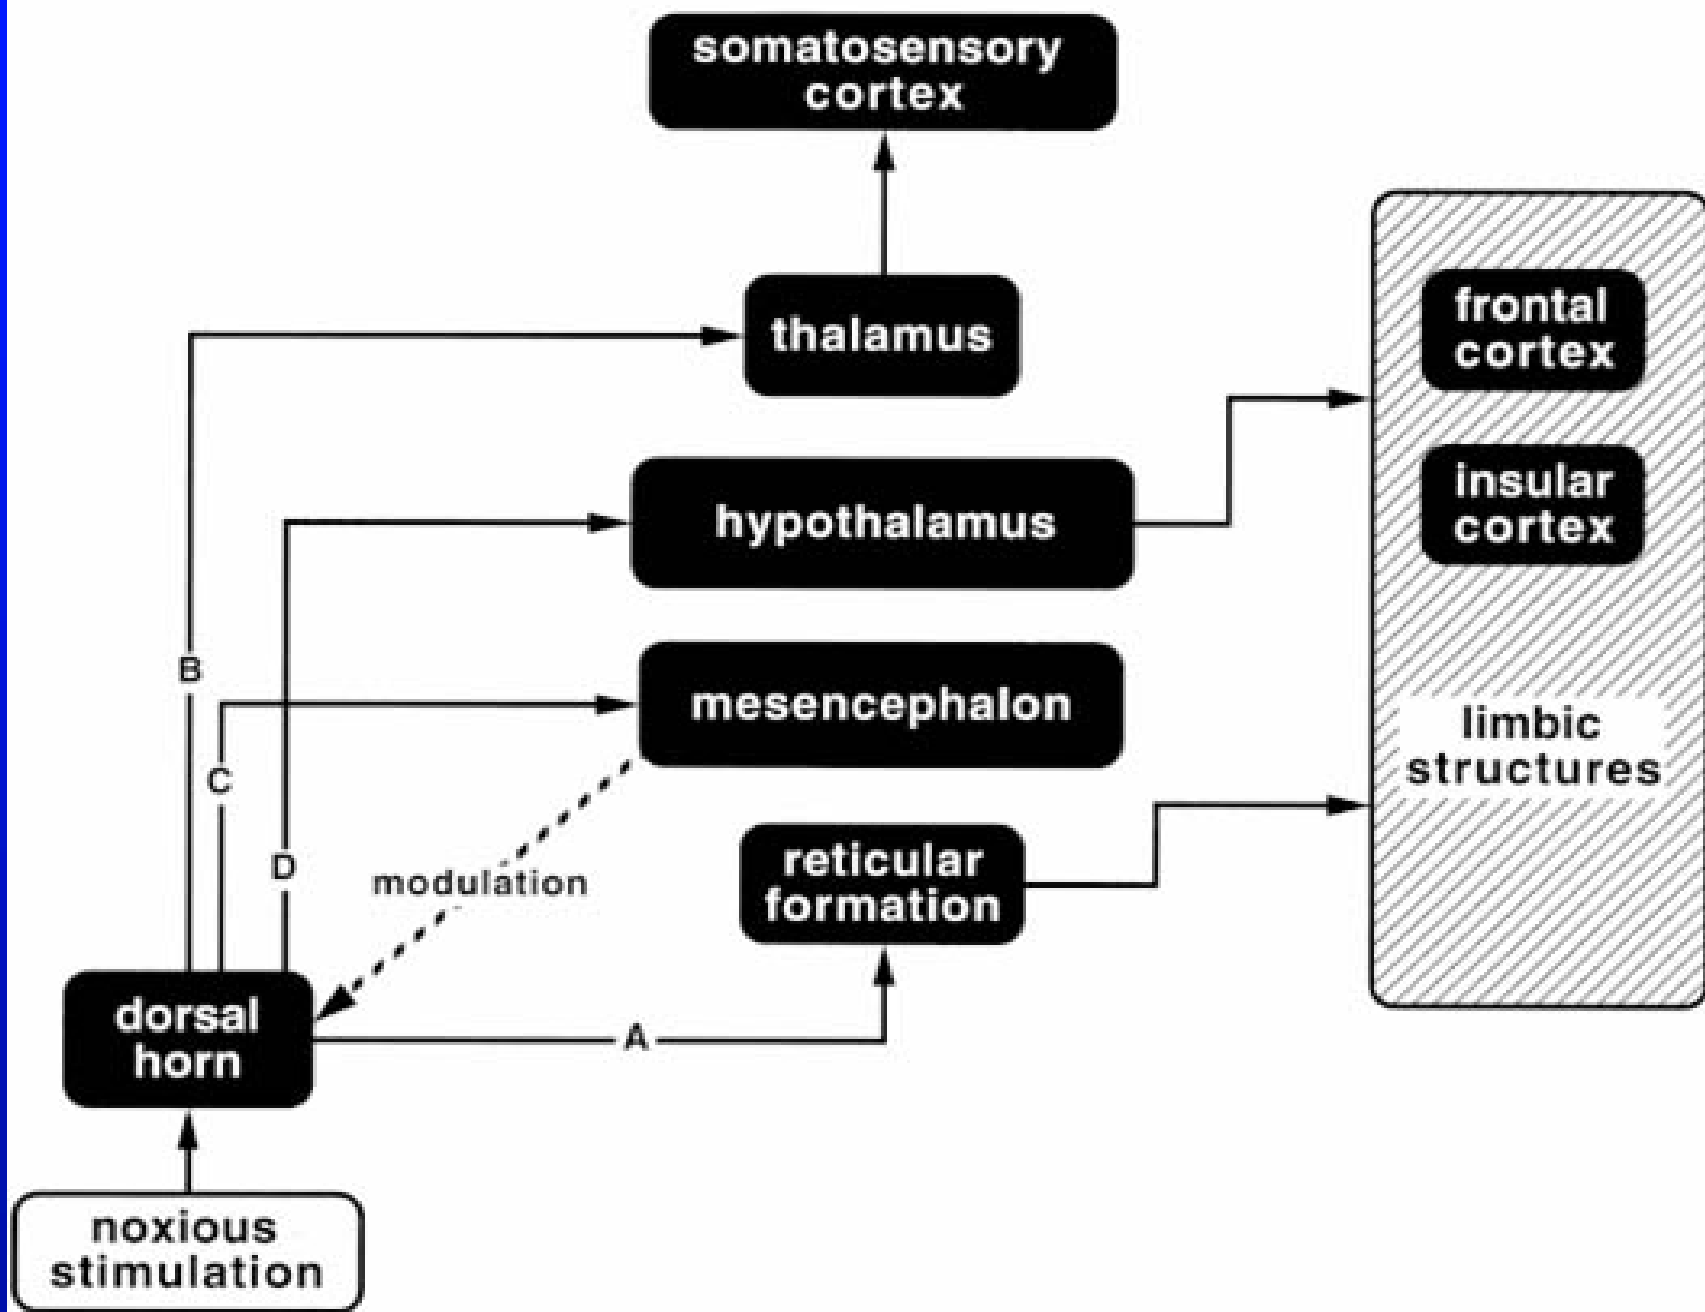 somatosensory
cortex
thalamus
frontal
cortex
hypothalamus
insular
cortex
B
mesencephalon
limbic
structures
C
D
modulation
reticular
formation
dorsal
horn
A
noxious
stimulation